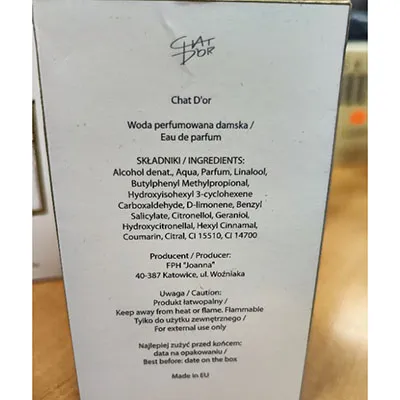 CHAT
D'OR
Chat D'or
Woda perfumowana damska /
Eau de parfum
SKŁADNIKI / INGREDIENTS:
Alcohol denat., Aqua, Parfum, Linalool,
Butylphenyl Methylpropional,
Hydroxyisohexyl 3-cyclohexene
Carboxaldehyde, D-limonene, Benzyl
Salicylate, Citronellol, Geraniol,
Hydroxycitronellal, Hexyl Cinnamal,
Coumarin, Citral, CI 15510, CI 14700
Producent / Producer:
FPH "Joanna"
40-387 Katowice, ul. Woźniaka
Uwaga / Caution:
Produkt łatwopalny /
Keep away from heat or flame. Flammable
Tylko do użytku zewnętrznego /
For external use only
Najlepiej zużyć przed końcem:
data na opakowaniu /
Best before: date on the box
Made in EU